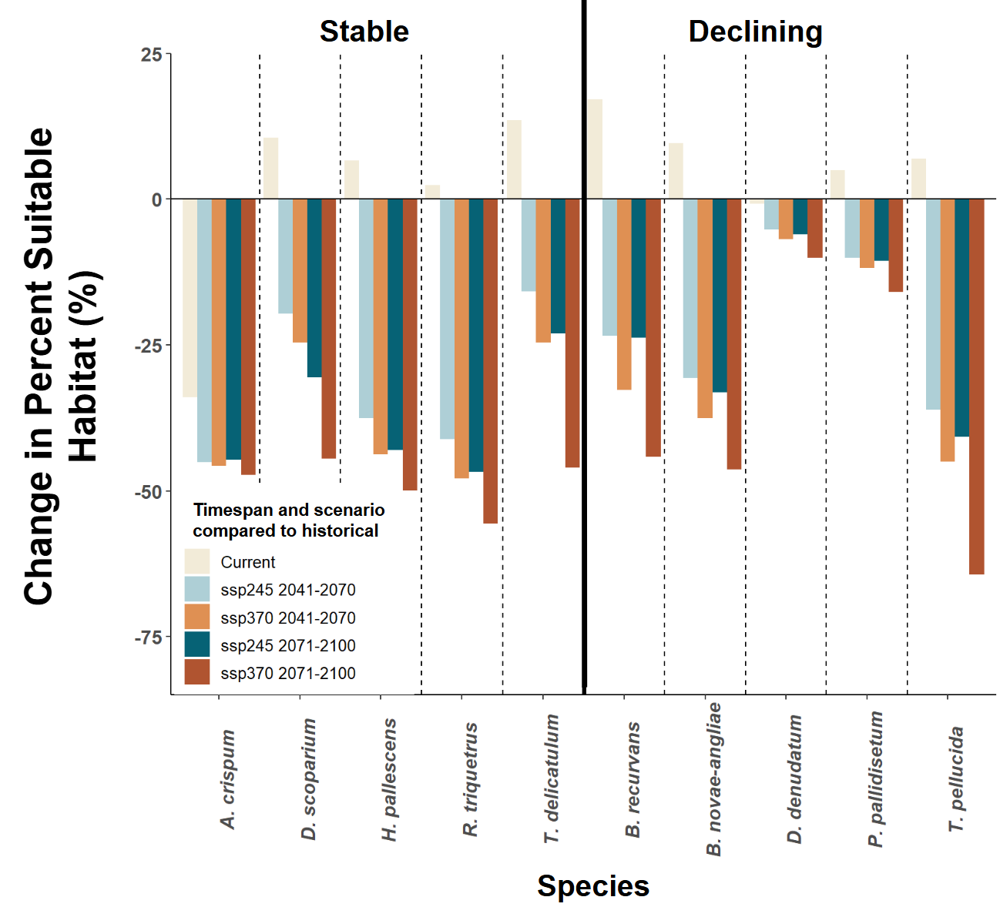 Stable
Declining
Change in Percent Suitable
Habitat (%)
25
0
-25
-50
-75
Timespan and scenario
compared to historical
Current
ssp245 2041-2070
ssp370 2041-2070
ssp245 2071-2100
ssp370 2071-2100
A. crispum
D. scoparium
H. pallescens
R. triquetrus
T. delicatulum
B. recurvans
B. novae-angliae
D. denudatum
P. pallidisetum
T. pellucida
Species